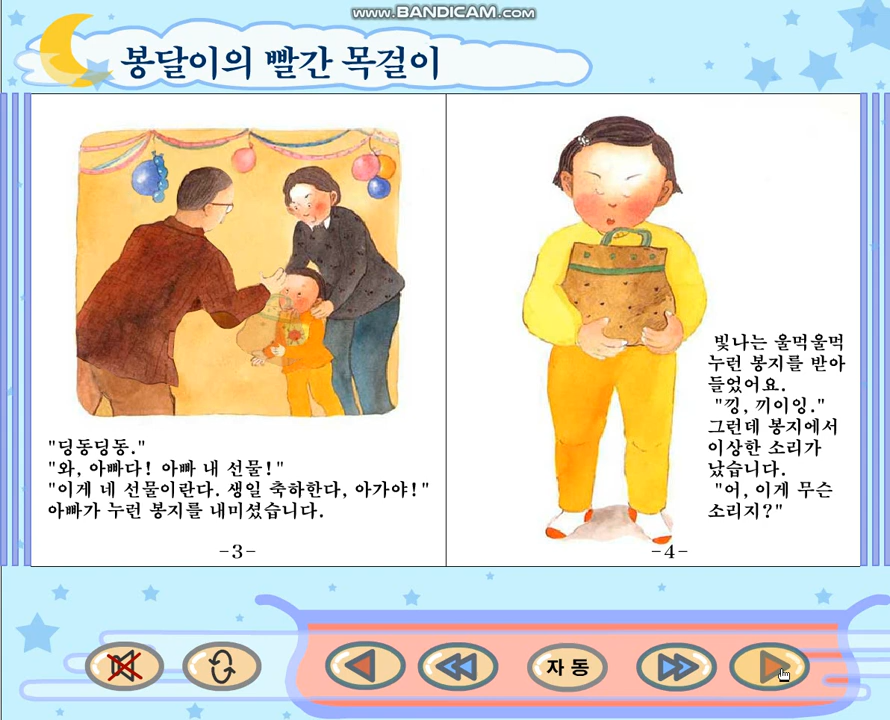 www.BANDICAM.com
봉달이의 빨간 목걸이
"딩동딩동."
"와, 아빠다! 아빠 내 선물!"
"이게 네 선물이란다. 생일 축하한다, 아가야!"
아빠가 누런 봉지를 내미셨습니다.
-3-
빛나는 울먹울먹
누런 봉지를 받아
들었어요.
"낑, 끼이잉."
그런데 봉지에서
이상한 소리가
났습니다.
"어, 이게 무슨
소리지?"
-4-
자동